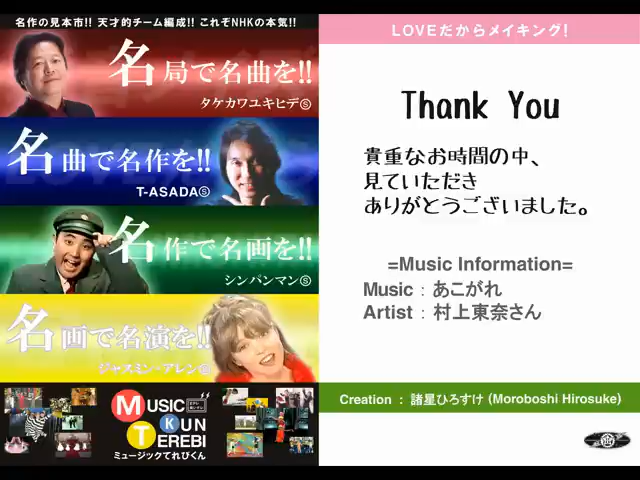 名作の見本市!! 天才的チーム編成!! これぞNHKの本気!!
名局で名曲を!!
タケカワユキヒデⓈ
名曲で名作を!!
T-ASADAⓈ
名作で名画を!!
シンパンマンⓈ
名画で名演を!!
ジャスミン・アレン
MUSIC
KUN
TEREBI
ミュージックてれびくん
LOVEだからメイキング!
Thank You
貴重なお時間の中、
見ていただき
ありがとうございました。
=Music Information=
Music：あこがれ
Artist：村上東奈さん
Creation ： 諸星ひろすけ (Moroboshi Hirosuke)